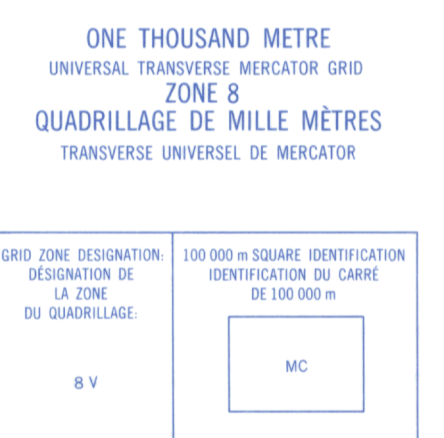 ONE THOUSAND METRE
UNIVERSAL TRANSVERSE MERCATOR GRID
ZONE 8
QUADRILLAGE DE MILLE MÈTRES
TRANSVERSE UNIVERSEL DE MERCATOR
GRID ZONE DESIGNATION:
DÉSIGNATION DE
LA ZONE
DU QUADRILLAGE:
8 V
100 000 m SQUARE IDENTIFICATION
IDENTIFICATION DU CARRÉ
DE 100 000 m
MC